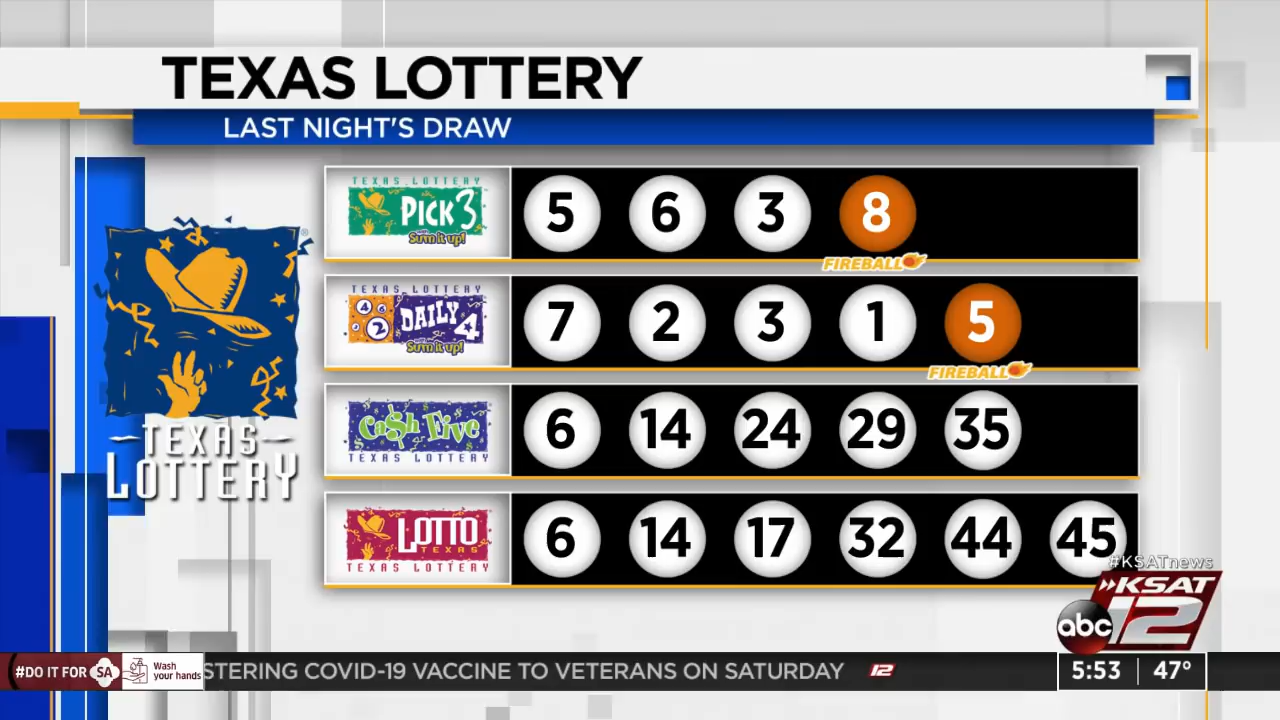 TEXAS LOTTERY
LAST NIGHT'S DRAW
TEXAS LOTTERY
PICK 3
Sum it up!
5 6 3 8
FIREBALL
TEXAS LOTTERY
DAILY 4
Sum it up!
7 2 3 1 5
FIREBALL
Ca$h Five
TEXAS LOTTERY
6 14 24 29 35
LOTTO
TEXAS
TEXAS LOTTERY
6 14 17 32 44 45
TEXAS
LOTTERY
®
#KSATnews
KSAT
abc 12
#DO IT FOR SA
Wash
your hands
STERING COVID-19 VACCINE TO VETERANS ON SATURDAY 12
5:53 47°